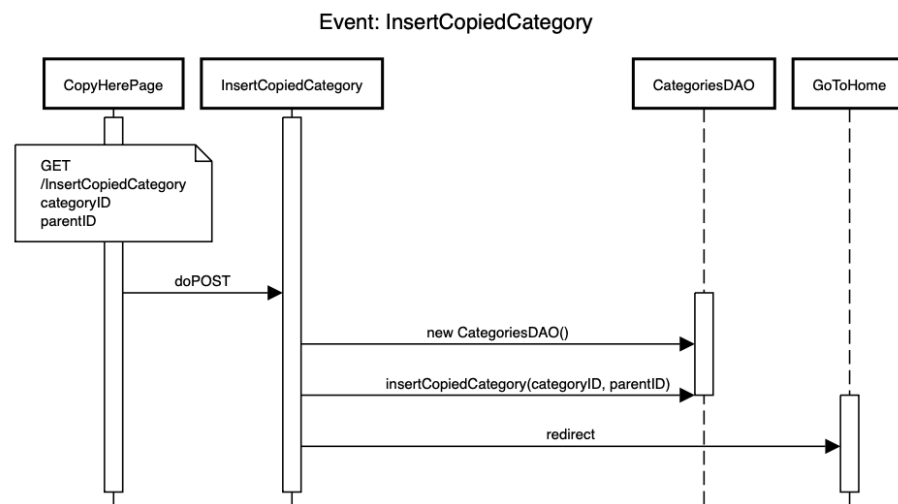 Event: InsertCopiedCategory
CopyHerePage
InsertCopiedCategory
CategoriesDAO
GoToHome
GET
/InsertCopiedCategory
categoryID
parentID
doPOST
new CategoriesDAO()
insertCopiedCategory(categoryID, parentID)
redirect